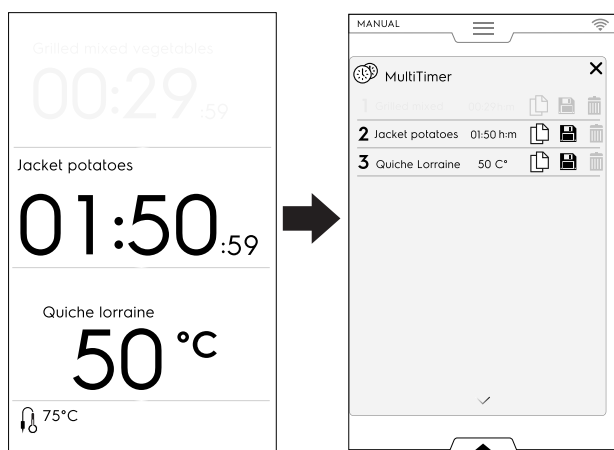 Grilled mixed vegetables
00:29:59
Jacket potatoes
01:50:59
Quiche lorraine
50 °C
75°C
MANUAL
MultiTimer
1 Grilled mixed 00:29 h:m
2 Jacket potatoes 01:50 h:m
3 Quiche Lorraine 50 C°